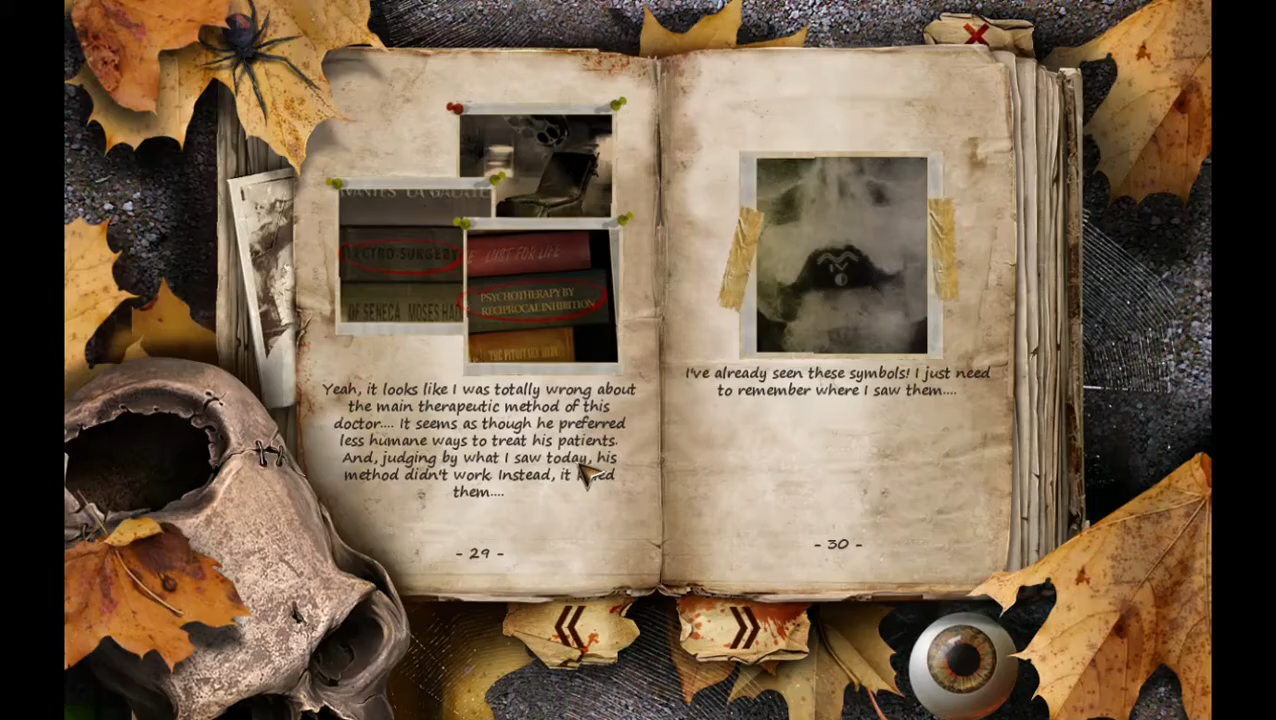 ELECTRO-SURGERY
OF SENECA MOSES HAD
LUST FOR LIFE
PSYCHOTHERAPY BY
RECIPROCAL INHIBITION
Yeah, it looks like I was totally wrong about
the main therapeutic method of this
doctor.... It seems as though he preferred
less humane ways to treat his patients.
And, judging by what I saw today, his
method didn't work. Instead, it
them....
- 29 -
I've already seen these symbols! I just need
to remember where I saw them....
- 30 -